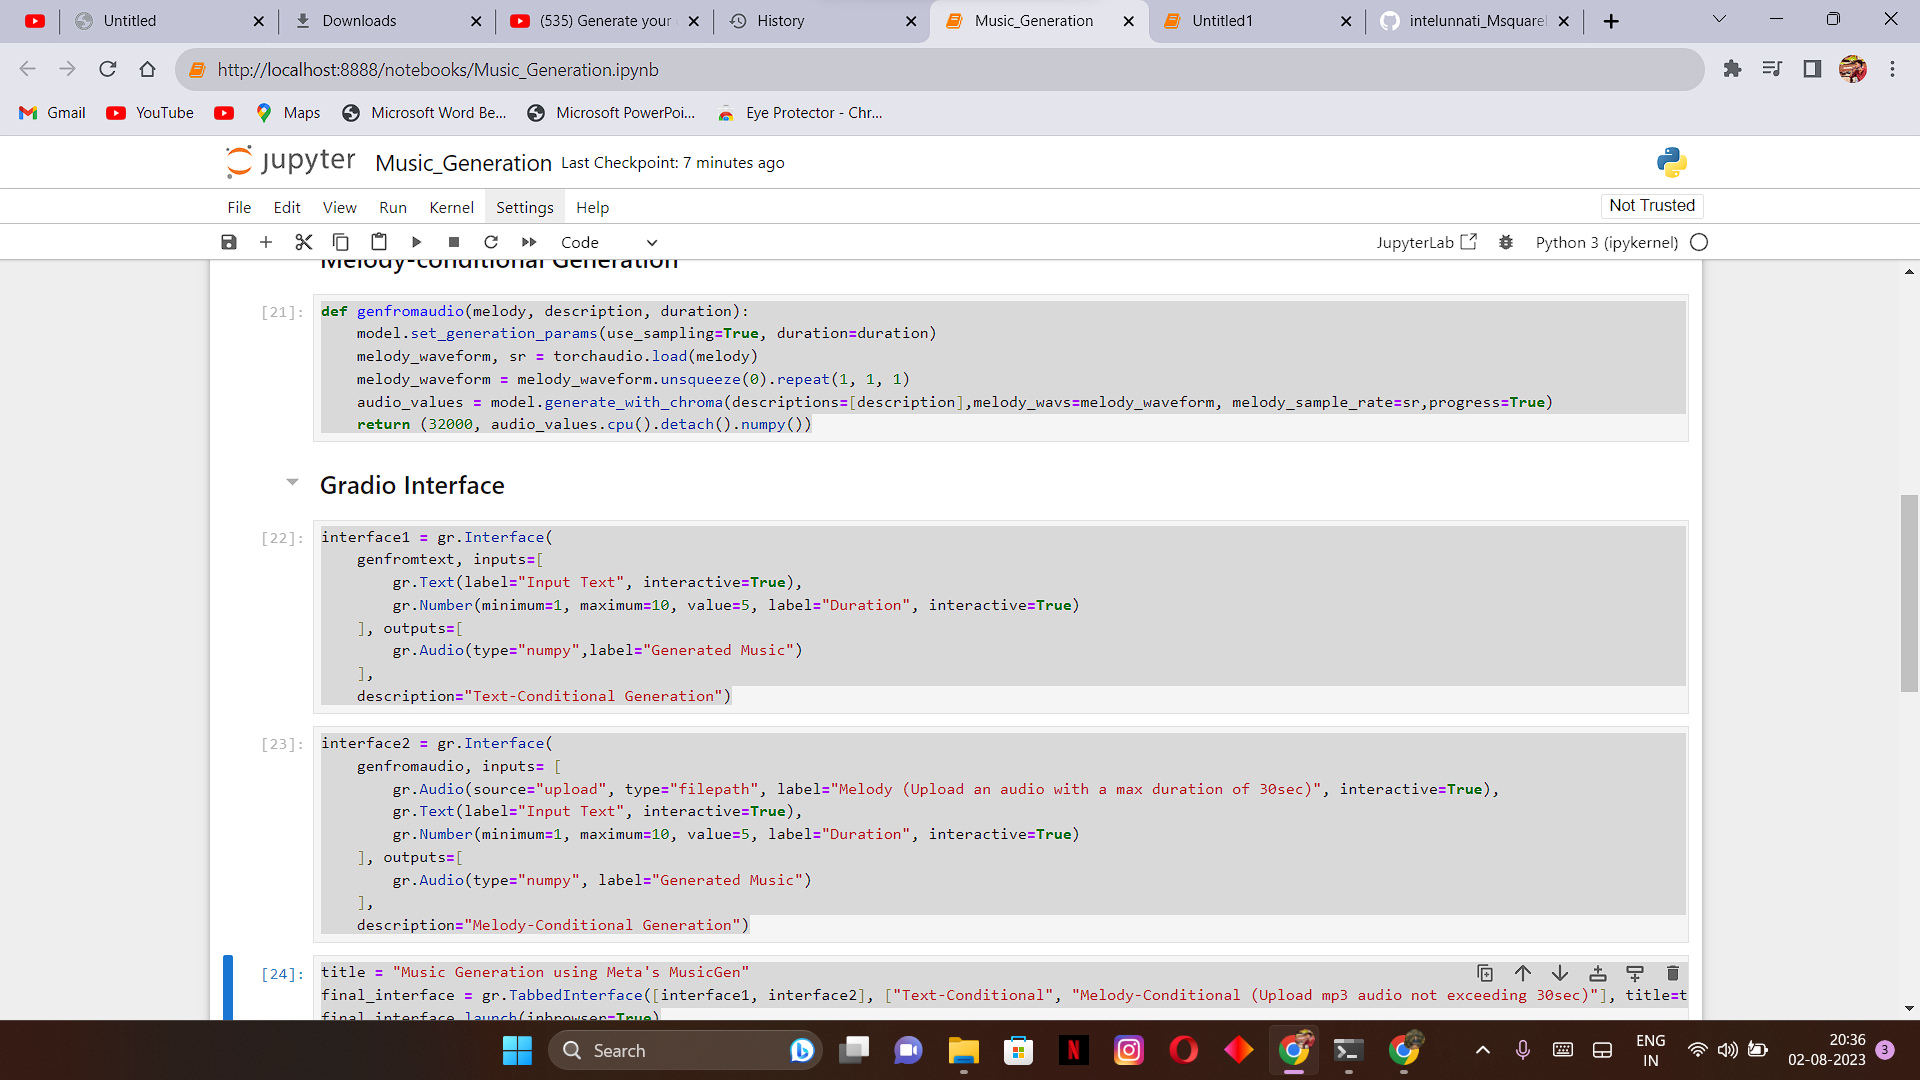 Untitled
Downloads
(535) Generate your
History
Music_Generation
Untitled1
intelunnati_Msquarel
http://localhost:8888/notebooks/Music_Generation.ipynb
Gmail
YouTube
Maps
Microsoft Word Be...
Microsoft PowerPoi...
Eye Protector - Chr...
jupyter Music_Generation Last Checkpoint: 7 minutes ago
File Edit View Run Kernel Settings Help
Not Trusted
Code
JupyterLab
Python 3 (ipykernel)
Melody-conditional Generation
[21]:
def genfromaudio(melody, description, duration):
    model.set_generation_params(use_sampling=True, duration=duration)
    melody_waveform, sr = torchaudio.load(melody)
    melody_waveform = melody_waveform.unsqueeze(0).repeat(1, 1, 1)
    audio_values = model.generate_with_chroma(descriptions=[description],melody_wavs=melody_waveform, melody_sample_rate=sr,progress=True)
    return (32000, audio_values.cpu().detach().numpy())
Gradio Interface
[22]:
interface1 = gr.Interface(
    genfromtext, inputs=[
        gr.Text(label="Input Text", interactive=True),
        gr.Number(minimum=1, maximum=10, value=5, label="Duration", interactive=True)
    ], outputs=[
        gr.Audio(type="numpy",label="Generated Music")
    ],
    description="Text-Conditional Generation")
[23]:
interface2 = gr.Interface(
    genfromaudio, inputs= [
        gr.Audio(source="upload", type="filepath", label="Melody (Upload an audio with a max duration of 30sec)", interactive=True),
        gr.Text(label="Input Text", interactive=True),
        gr.Number(minimum=1, maximum=10, value=5, label="Duration", interactive=True)
    ], outputs=[
        gr.Audio(type="numpy", label="Generated Music")
    ],
    description="Melody-Conditional Generation")
[24]:
title = "Music Generation using Meta's MusicGen"
final_interface = gr.TabbedInterface([interface1, interface2], ["Text-Conditional", "Melody-Conditional (Upload mp3 audio not exceeding 30sec)"], title=t
final_interface.launch(inbrowser=True)
Search
ENG
IN
20:36
02-08-2023
3